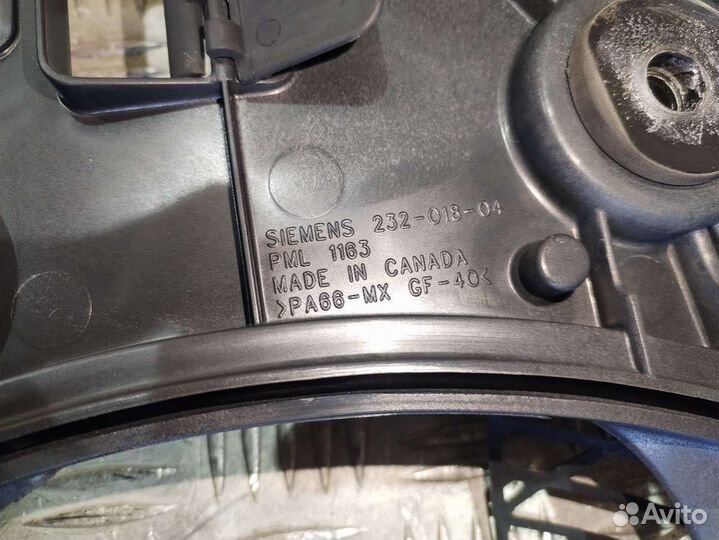 SIEMENS 232-018-04
PML 1163
MADE IN CANADA
>PA66-MX GF-40<
Avito